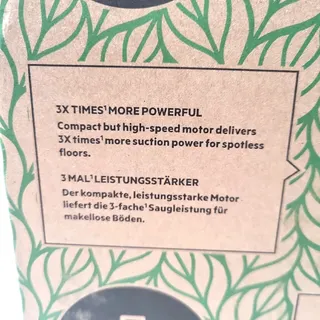 3X TIMES¹ MORE POWERFUL
Compact but high-speed motor delivers
3X times¹ more suction power for spotless
floors.
3 MAL¹ LEISTUNGSSTÄRKER
Der kompakte, leistungsstarke Motor
liefert die 3-fache¹ Saugleistung für
makellose Böden.